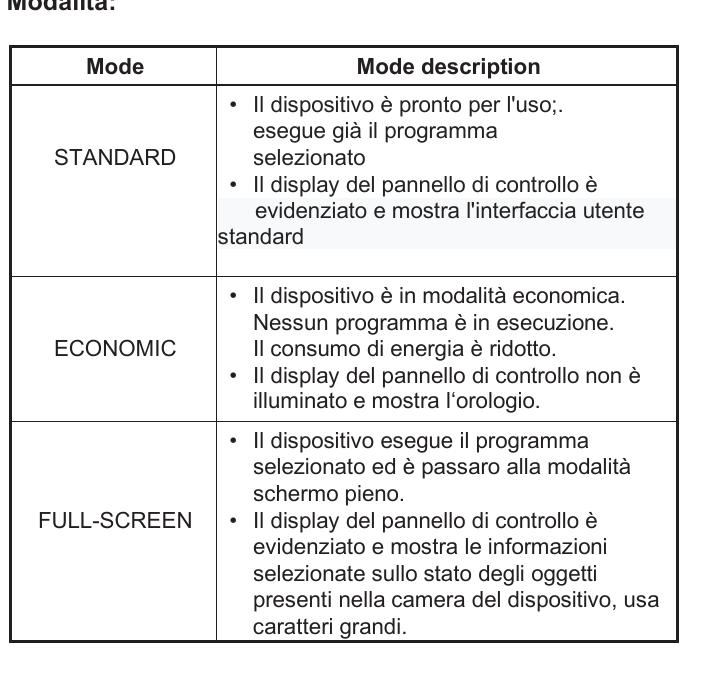 Modalità:
Mode
Mode description
STANDARD
• Il dispositivo è pronto per l'uso;.
esegue già il programma
selezionato
• Il display del pannello di controllo è
evidenziato e mostra l'interfaccia utente
standard
ECONOMIC
• Il dispositivo è in modalità economica.
Nessun programma è in esecuzione.
Il consumo di energia è ridotto.
• Il display del pannello di controllo non è
illuminato e mostra l‘orologio.
FULL-SCREEN
• Il dispositivo esegue il programma
selezionato ed è passaro alla modalità
schermo pieno.
• Il display del pannello di controllo è
evidenziato e mostra le informazioni
selezionate sullo stato degli oggetti
presenti nella camera del dispositivo, usa
caratteri grandi.